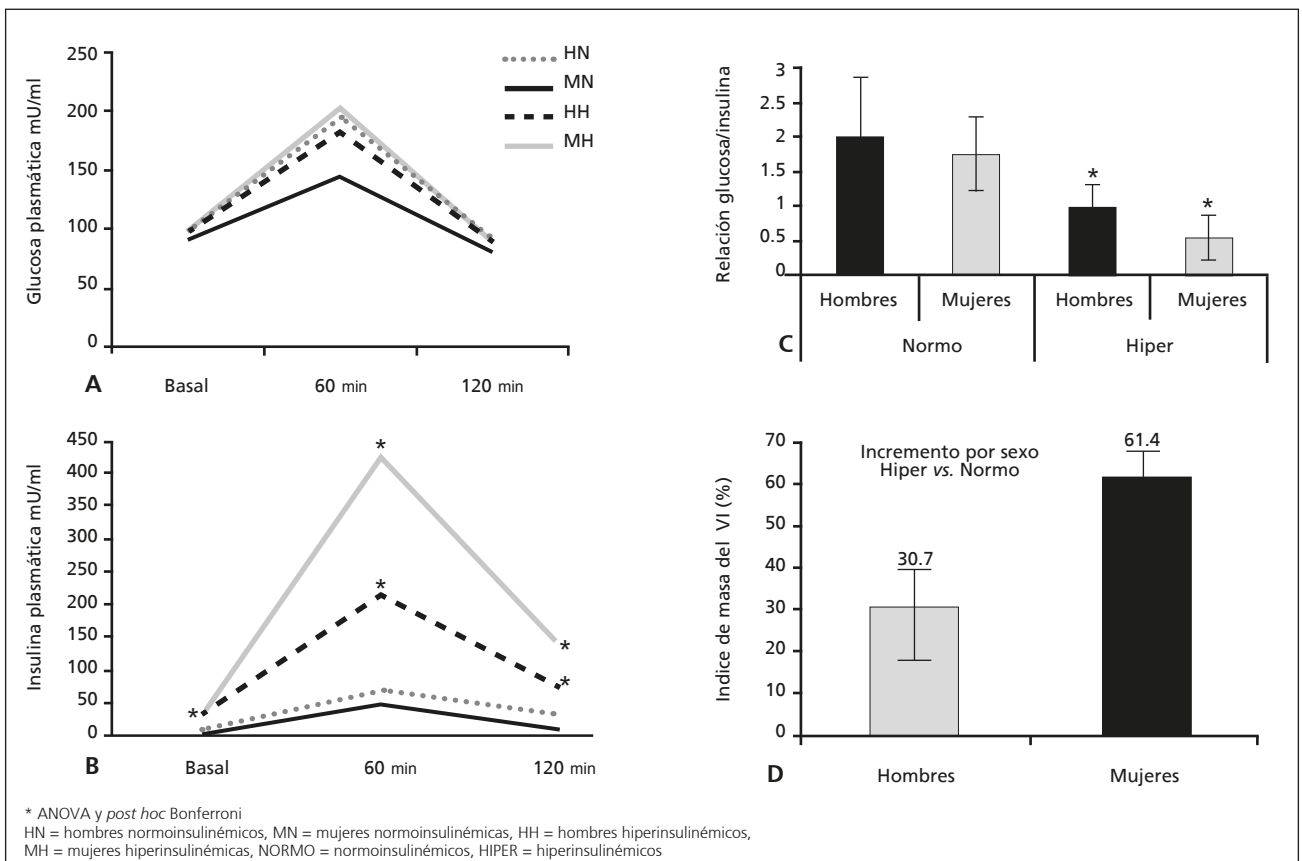 Glucosa plasmática mU/ml
250
200
150
100
50
0
HN
MN
HH
MH
A
Basal
60 min
120 min
Insulina plasmática mU/ml
450
400
350
300
250
200
150
100
50
0
*
*
*
*
*
B
Basal
60 min
120 min
Relación glucosa/insulina
3
2.5
2
1.5
1
0.5
0
*
*
Hombres
Mujeres
Hombres
Mujeres
C
Normo
Hiper
Indice de masa del VI (%)
70
60
50
40
30
20
10
0
Incremento por sexo
Hiper vs. Normo
30.7
61.4
D
Hombres
Mujeres
* ANOVA y post hoc Bonferroni
HN = hombres normoinsulinémicos, MN = mujeres normoinsulinémicas, HH = hombres hiperinsulinémicos,
MH = mujeres hiperinsulinémicas, NORMO = normoinsulinémicos, HIPER = hiperinsulinémicos